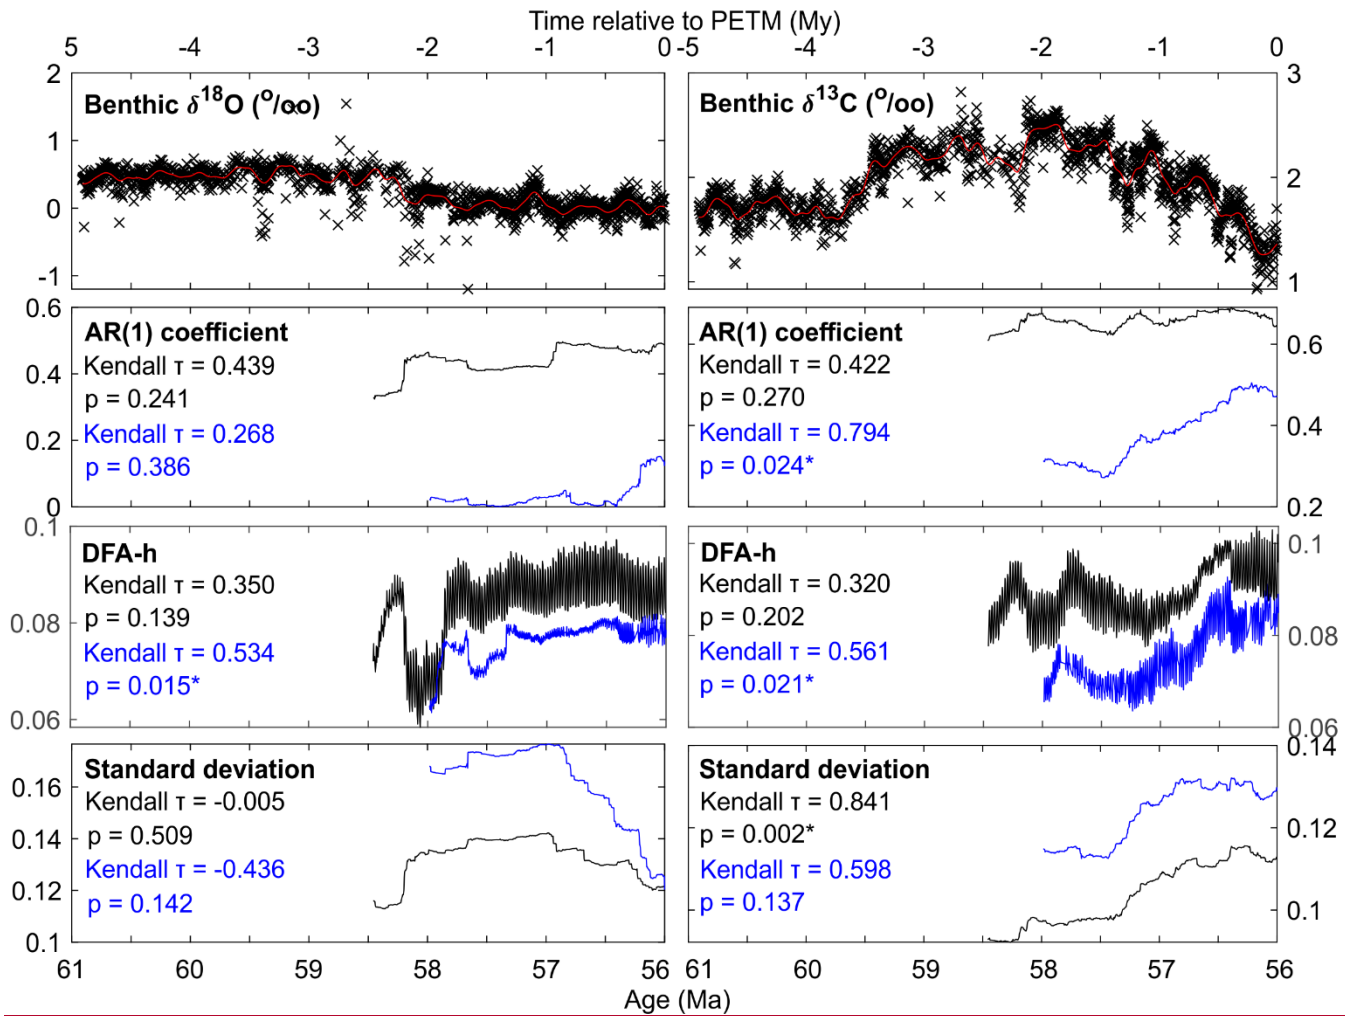 Time relative to PETM (My)
5 -4 -3 -2 -1 0 -5 -4 -3 -2 -1 0
2
1
0
-1
Benthic δ18O (o/oo)
Benthic δ13C (o/oo)
3
2
1
0.6
0.4
0.2
0
AR(1) coefficient
Kendall τ = 0.439
p = 0.241
Kendall τ = 0.268
p = 0.386
AR(1) coefficient
Kendall τ = 0.422
p = 0.270
Kendall τ = 0.794
p = 0.024*
0.6
0.4
0.2
0.1
0.08
0.06
DFA-h
Kendall τ = 0.350
p = 0.139
Kendall τ = 0.534
p = 0.015*
DFA-h
Kendall τ = 0.320
p = 0.202
Kendall τ = 0.561
p = 0.021*
0.1
0.08
0.06
0.16
0.14
0.12
0.1
Standard deviation
Kendall τ = -0.005
p = 0.509
Kendall τ = -0.436
p = 0.142
Standard deviation
Kendall τ = 0.841
p = 0.002*
Kendall τ = 0.598
p = 0.137
0.14
0.12
0.1
61 60 59 58 57 56 60 59 58 57 56
Age (Ma)